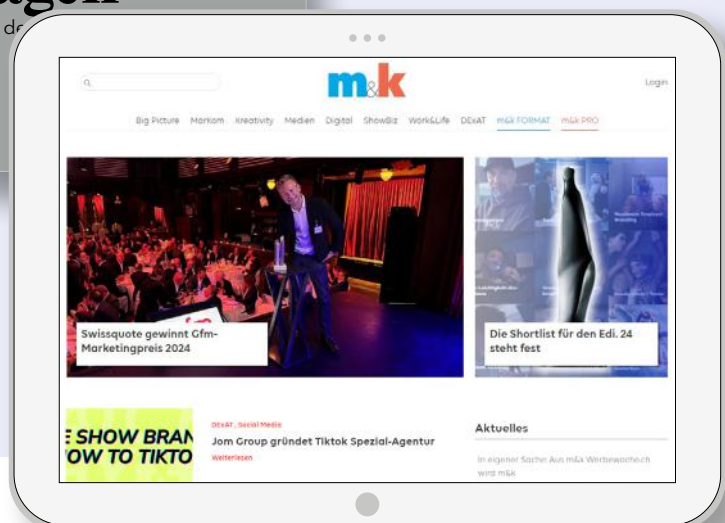 de
m&k
Login
Big Picture Markom Kreativity Medien Digital ShowBiz Work&Life DExAT m&k FORMAT m&k PRO
Swissquote gewinnt Gfm-
Marketingpreis 2024
Die Shortlist für den Edi. 24
steht fest
E SHOW BRAN
OW TO TIKTO
DExAT, Social Media
Jom Group gründet Tiktok Spezial-Agentur
Weiterlesen
Aktuelles
In eigener Sache: Aus m&k Werbewoche.ch
wird m&k